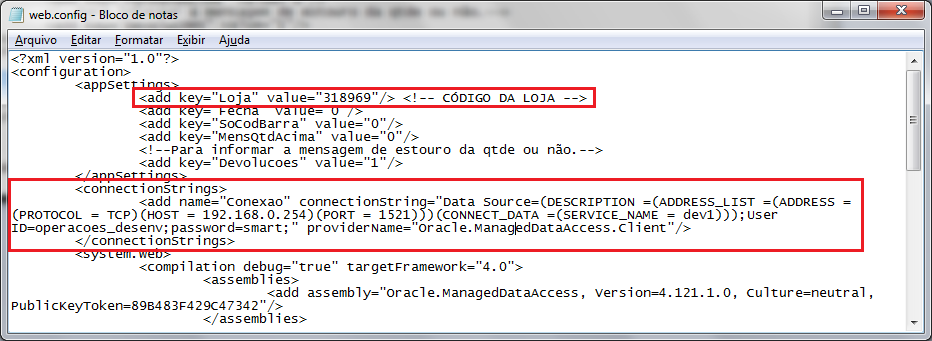 web.config - Bloco de notas
Arquivo Editar Formatar Exibir Ajuda
<?xml version="1.0"?>
<configuration>
<appSettings>
<add key="Loja" value="318969"/> <!-- CÓDIGO DA LOJA -->
<add key="Fecha" value="0"/>
<add key="SoCodBarra" value="0"/>
<add key="MensQtdAcima" value="0"/>
<!--Para informar a mensagem de estouro da qtde ou não.-->
<add key="Devolucoes" value="1"/>
</appSettings>
<connectionStrings>
<add name="Conexao" connectionString="Data Source=(DESCRIPTION =(ADDRESS_LIST =(ADDRESS =
(PROTOCOL = TCP)(HOST = 192.168.0.254)(PORT = 1521)))(CONNECT_DATA =(SERVICE_NAME = dev1)));User
ID=operacoes_desenv;password=smart;" providerName="Oracle.ManagedDataAccess.Client"/>
</connectionStrings>
<system.web>
<compilation debug="true" targetFramework="4.0">
<assemblies>
<add assembly="Oracle.ManagedDataAccess, Version=4.121.1.0, Culture=neutral,
PublicKeyToken=89B483F429C47342"/>
</assemblies>